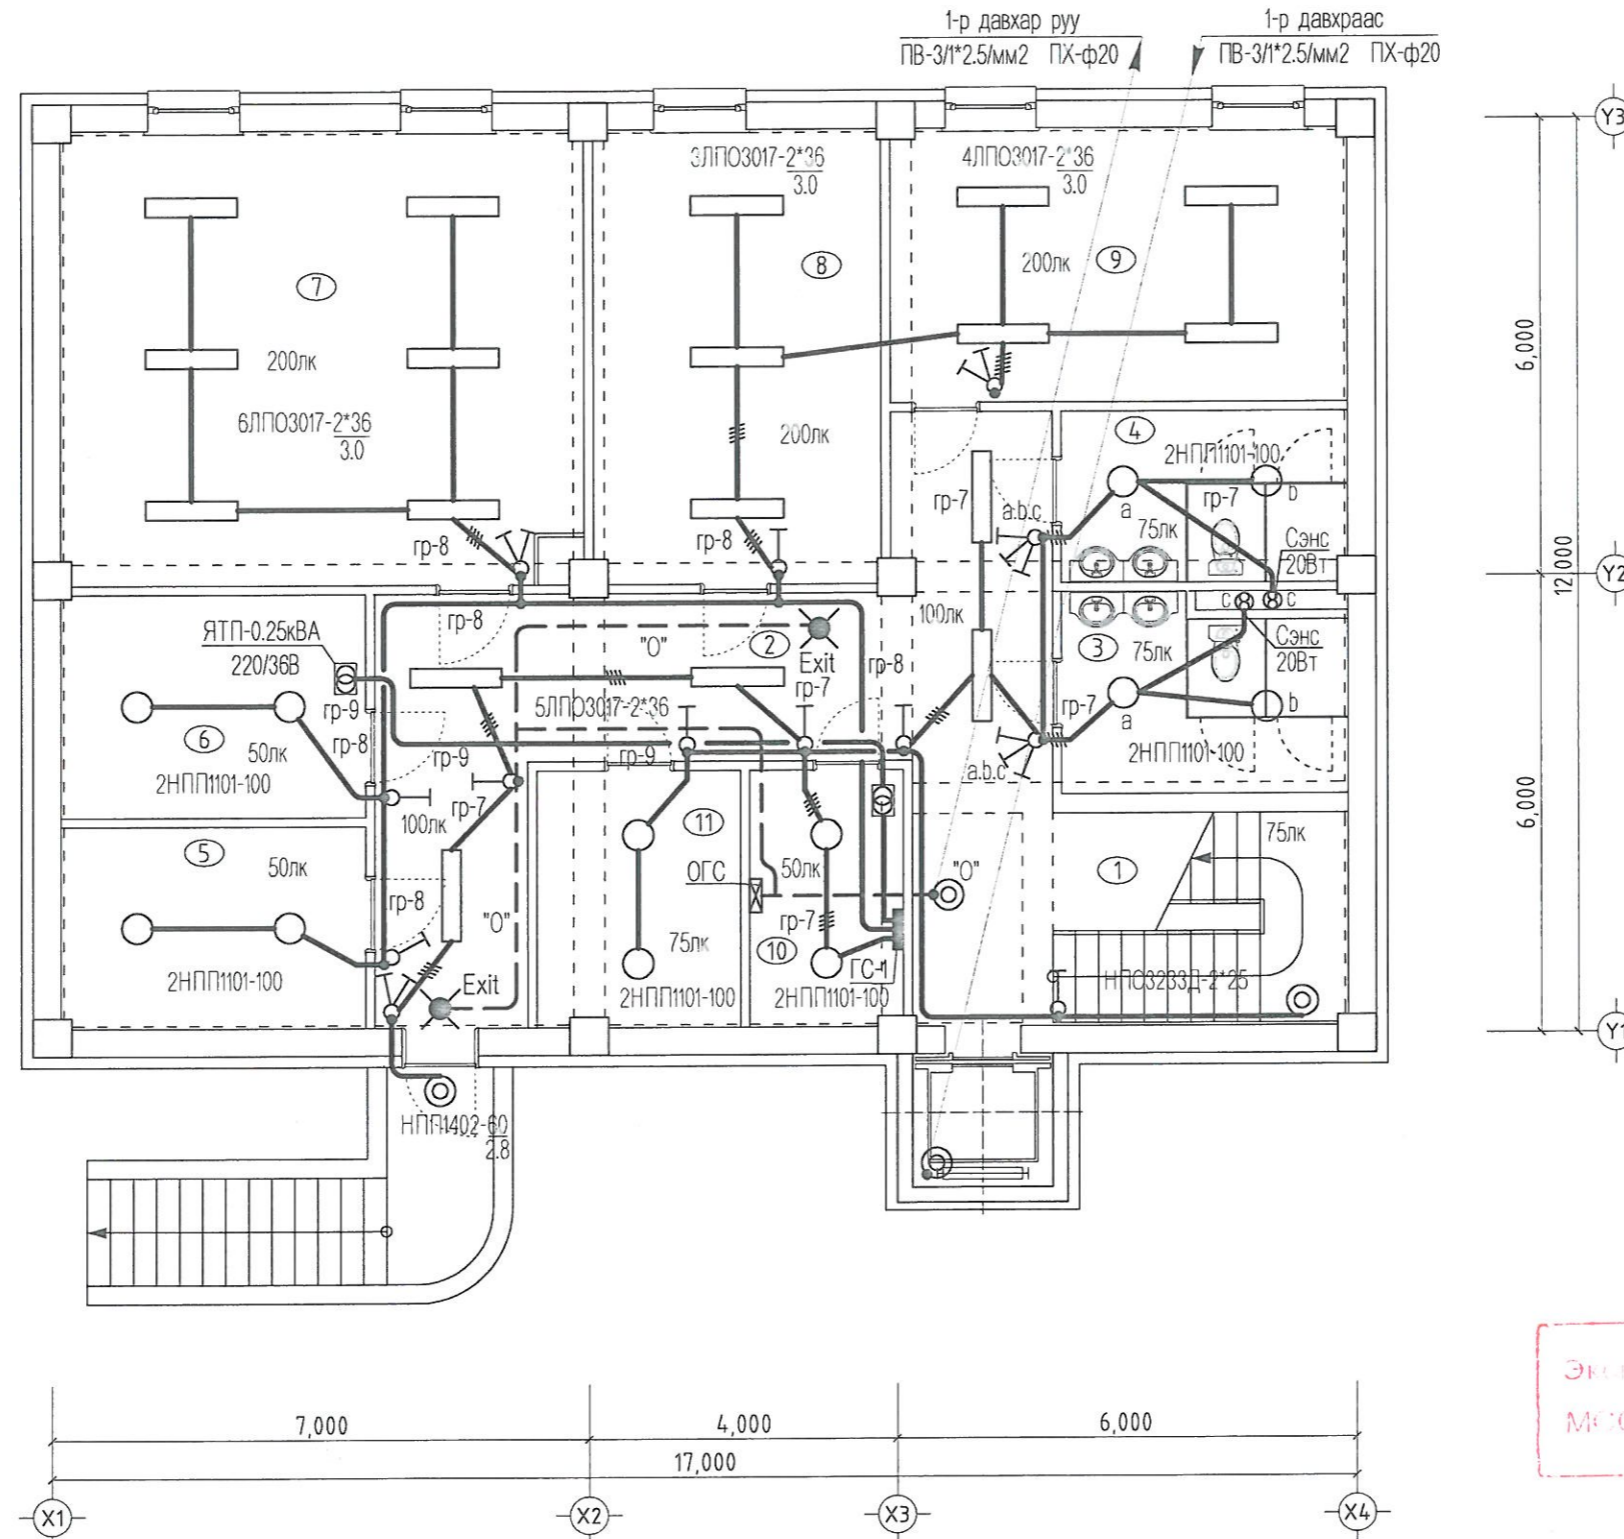 1-р давхар руу
ПВ-3/1*2.5/мм2 ПХ-ф20
1-р давхраас
ПВ-3/1*2.5/мм2 ПХ-ф20
Y3
3ЛПО3017-2*36
3.0
4ЛПО3017-2*36
3.0
7
8
200лк
9
200лк
6ЛПО3017-2*36
3.0
200лк
6,000
12,000
4
2НПП1101-100
гр-7
гр-7
a.b.c
a
b
75лк
Сэнс
20Вт
гр-8
гр-8
Y2
ЯТП-0.25кВА
220/36В
гр-8
"О"
2
Exit
100лк
c
c
3
75лк
Сэнс
20Вт
гр-8
гр-7
гр-7
a
b
гр-9
5ЛПО3017-2*36
6
50лк
гр-8
гр-9
гр-9
2НПП1101-100
a.b.c
2НПП1101-100
гр-7
100лк
11
6,000
5
50лк
ОГС
50лк
"О"
1
75лк
гр-8
"О"
гр-7
75лк
10
2НПП1101-100
Exit
2НПП1101-100
2НПП1101-100
ГС-1
НПО3233Д-2*25
Y1
НПП1402-60
2.8
7,000
4,000
6,000
17,000
X1
X2
X3
X4